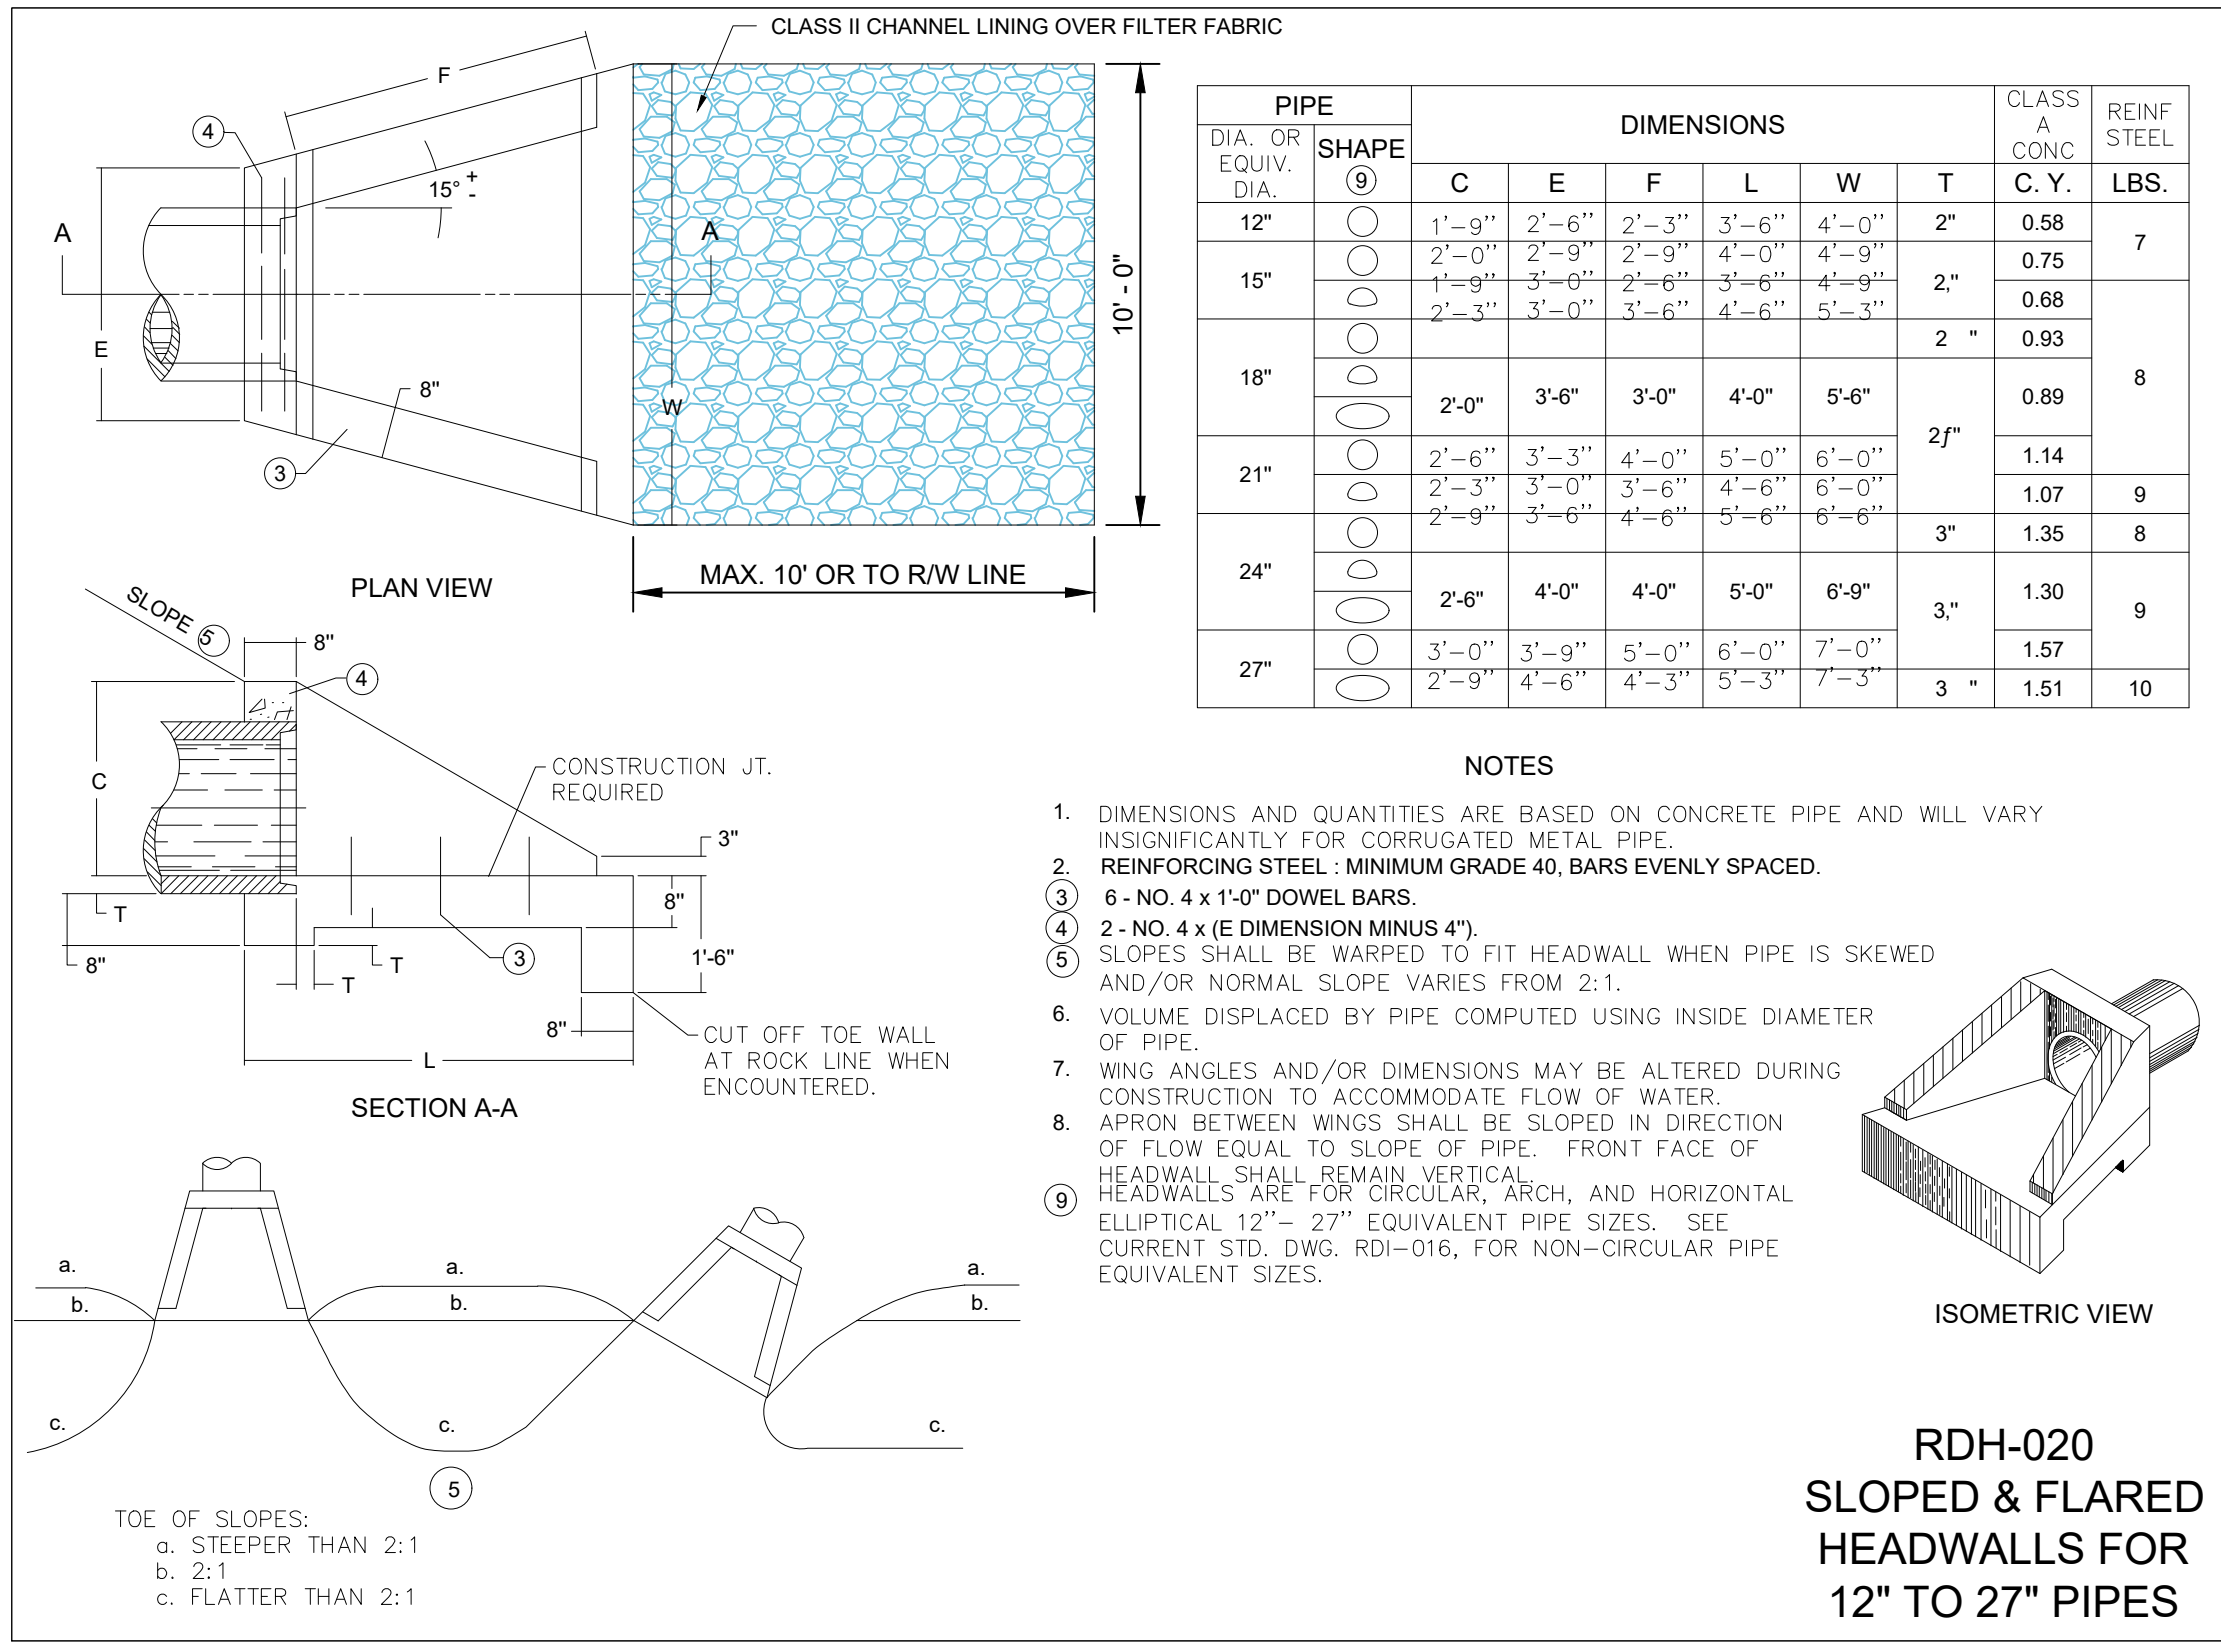 CLASS II CHANNEL LINING OVER FILTER FABRIC
F
4
15° + -
A
A
E
8"
W
3
10' - 0"
MAX. 10' OR TO R/W LINE
PLAN VIEW
SLOPE 5
8"
4
C
CONSTRUCTION JT.
REQUIRED
3"
8"
T
8"
T
T
3
1'-6"
8"
L
CUT OFF TOE WALL
AT ROCK LINE WHEN
ENCOUNTERED.
SECTION A-A
a.
b.
c.
a.
b.
c.
a.
b.
c.
5
TOE OF SLOPES:
a. STEEPER THAN 2:1
b. 2:1
c. FLATTER THAN 2:1
PIPE DIMENSIONS CLASS A CONC REINF STEEL
DIA. OR EQUIV. DIA. SHAPE 9 C E F L W T C. Y. LBS.
12" 1'-9'' 2'-6'' 2'-3'' 3'-6'' 4'-0'' 2" 0.58 7
15" 2'-0'' 2'-9'' 2'-9'' 4'-0'' 4'-9'' 2," 0.75
1'-9'' 3'-0'' 2'-6'' 3'-6'' 4'-9'' 0.68 8
2'-3'' 3'-0'' 3'-6'' 4'-6'' 5'-3''
18" 2 " 0.93
2'-0" 3'-6" 3'-0" 4'-0" 5'-6" 2ƒ" 0.89
21" 2'-6'' 3'-3'' 4'-0'' 5'-0'' 6'-0'' 1.14
2'-3'' 3'-0'' 3'-6'' 4'-6'' 6'-0'' 1.07 9
2'-9'' 3'-6'' 4'-6'' 5'-6'' 6'-6''
24" 3" 1.35 8
2'-6" 4'-0" 4'-0" 5'-0" 6'-9" 3," 1.30 9
27" 3'-0'' 3'-9'' 5'-0'' 6'-0'' 7'-0'' 1.57
2'-9'' 4'-6'' 4'-3'' 5'-3'' 7'-3'' 3 " 1.51 10
NOTES
1. DIMENSIONS AND QUANTITIES ARE BASED ON CONCRETE PIPE AND WILL VARY
INSIGNIFICANTLY FOR CORRUGATED METAL PIPE.
2. REINFORCING STEEL : MINIMUM GRADE 40, BARS EVENLY SPACED.
3 6 - NO. 4 x 1'-0" DOWEL BARS.
4 2 - NO. 4 x (E DIMENSION MINUS 4").
5 SLOPES SHALL BE WARPED TO FIT HEADWALL WHEN PIPE IS SKEWED
AND/OR NORMAL SLOPE VARIES FROM 2:1.
6. VOLUME DISPLACED BY PIPE COMPUTED USING INSIDE DIAMETER
OF PIPE.
7. WING ANGLES AND/OR DIMENSIONS MAY BE ALTERED DURING
CONSTRUCTION TO ACCOMMODATE FLOW OF WATER.
8. APRON BETWEEN WINGS SHALL BE SLOPED IN DIRECTION
OF FLOW EQUAL TO SLOPE OF PIPE. FRONT FACE OF
HEADWALL SHALL REMAIN VERTICAL.
9 HEADWALLS ARE FOR CIRCULAR, ARCH, AND HORIZONTAL
ELLIPTICAL 12''- 27'' EQUIVALENT PIPE SIZES. SEE
CURRENT STD. DWG. RDI-016, FOR NON-CIRCULAR PIPE
EQUIVALENT SIZES.
ISOMETRIC VIEW
RDH-020
SLOPED & FLARED
HEADWALLS FOR
12" TO 27" PIPES